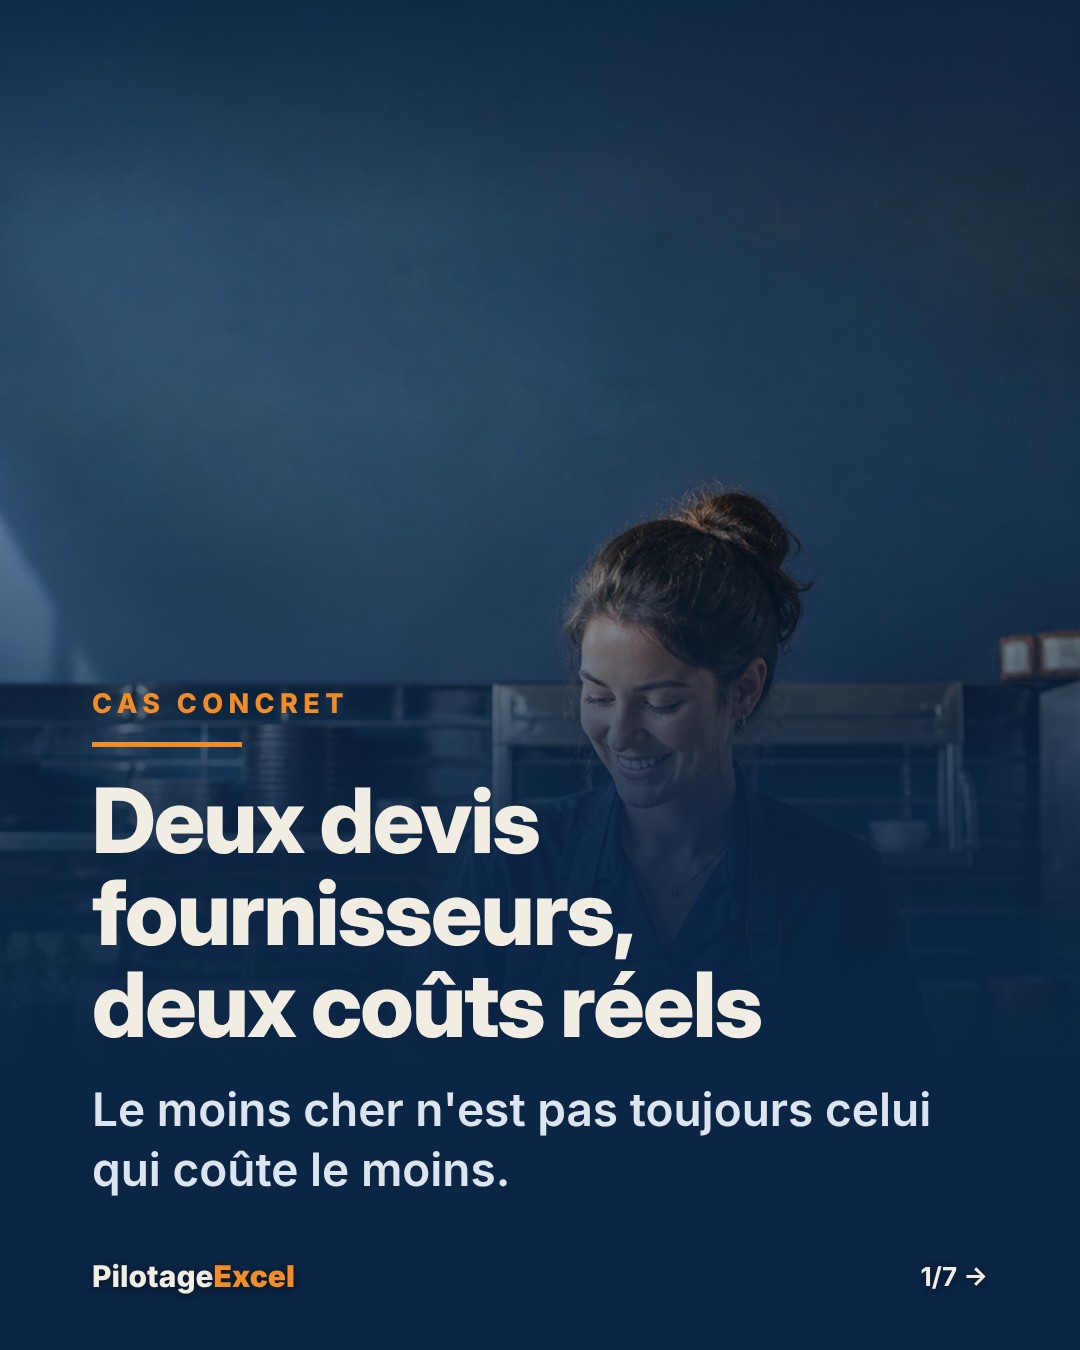 CAS CONCRET
Deux devis
fournisseurs,
deux coûts réels
Le moins cher n'est pas toujours celui
qui coûte le moins.
PilotageExcel
1/7 →